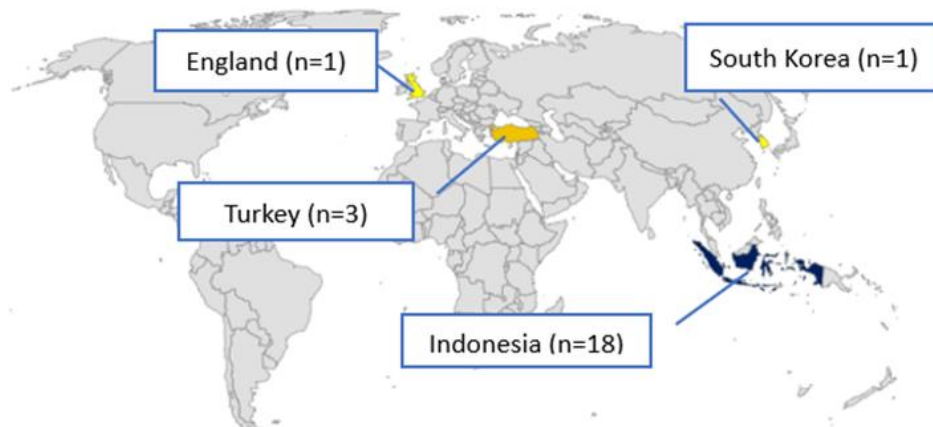 England (n=1)
South Korea (n=1)
Turkey (n=3)
Indonesia (n=18)